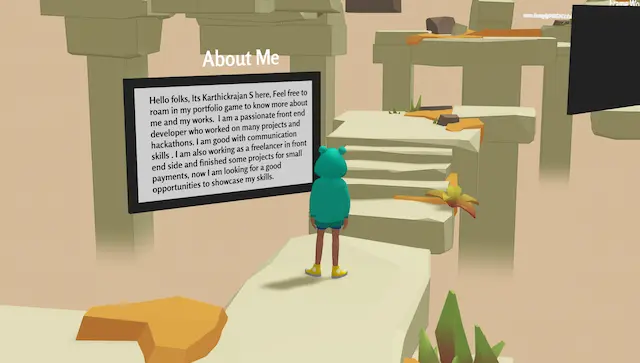 About Me
Hello folks, Its Karthickrajan S here, Feel free to
roam in my portfolio game to know more about
me and my works. I am a passionate front end
developer who worked on many projects and
hackathons. I am good with communication
skills . I am also working as a freelancer in front
end side and finished some projects for small
payments, now I am looking for a good
opportunities to showcase my skills.